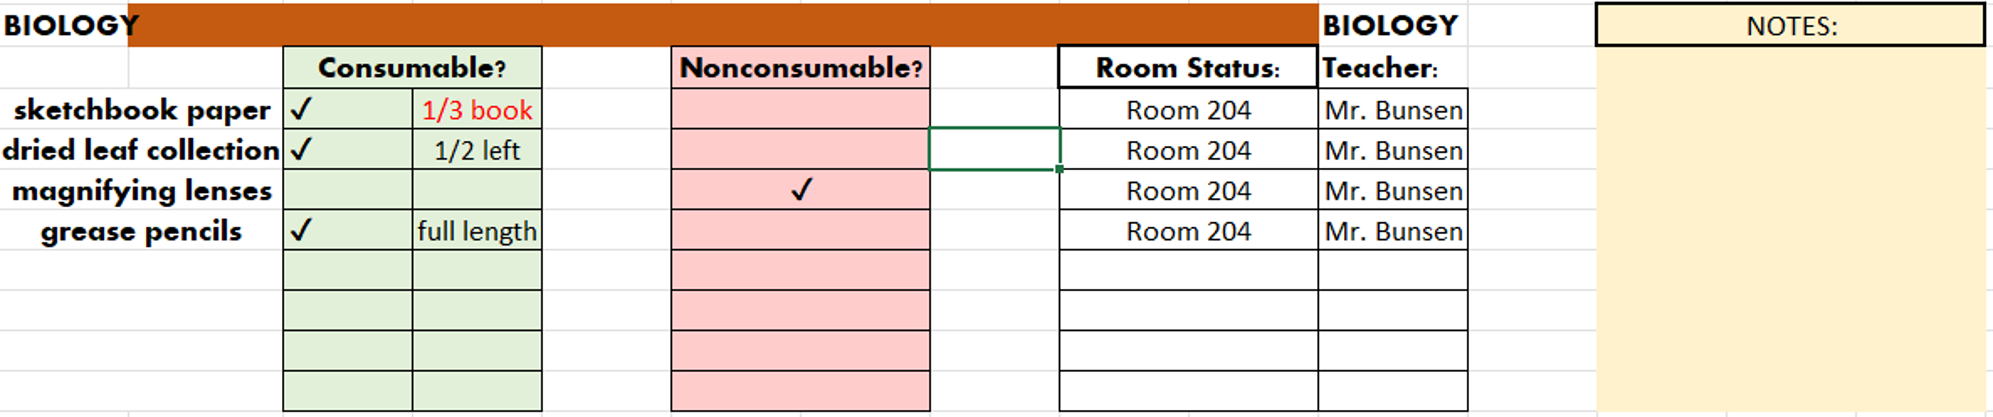 BIOLOGY BIOLOGY NOTES:
Consumable? Nonconsumable? Room Status: Teacher:
sketchbook paper ✓ 1/3 book Room 204 Mr. Bunsen
dried leaf collection ✓ 1/2 left Room 204 Mr. Bunsen
magnifying lenses ✓ Room 204 Mr. Bunsen
grease pencils ✓ full length Room 204 Mr. Bunsen